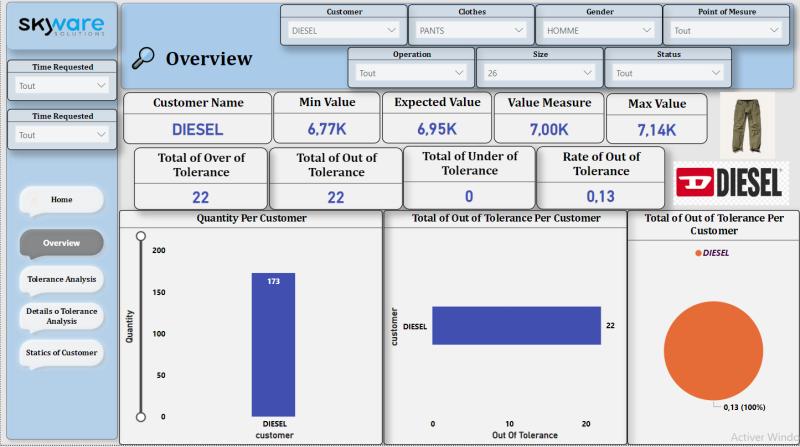 skyware
SOLUTIONS
Time Requested
Tout
Time Requested
Tout
Home
Overview
Tolerance Analysis
Details o Tolerance
Analysis
Statics of Customer
Overview
Customer
DIESEL
Clothes
PANTS
Gender
HOMME
Point of Mesure
Tout
Operation
Tout
Size
26
Status
Tout
Customer Name
DIESEL
Min Value
6,77K
Expected Value
6,95K
Value Measure
7,00K
Max Value
7,14K
Total of Over of
Tolerance
22
Total of Out of
Tolerance
22
Total of Under of
Tolerance
0
Rate of Out of
Tolerance
0,13
D DIESEL
Quantity Per Customer
Quantity
200
150
100
50
0
173
DIESEL
customer
Total of Out of Tolerance Per Customer
customer
DIESEL
22
0
10
20
Out Of Tolerance
Total of Out of Tolerance Per
Customer
DIESEL
0,13 (100%)
Activer Windo